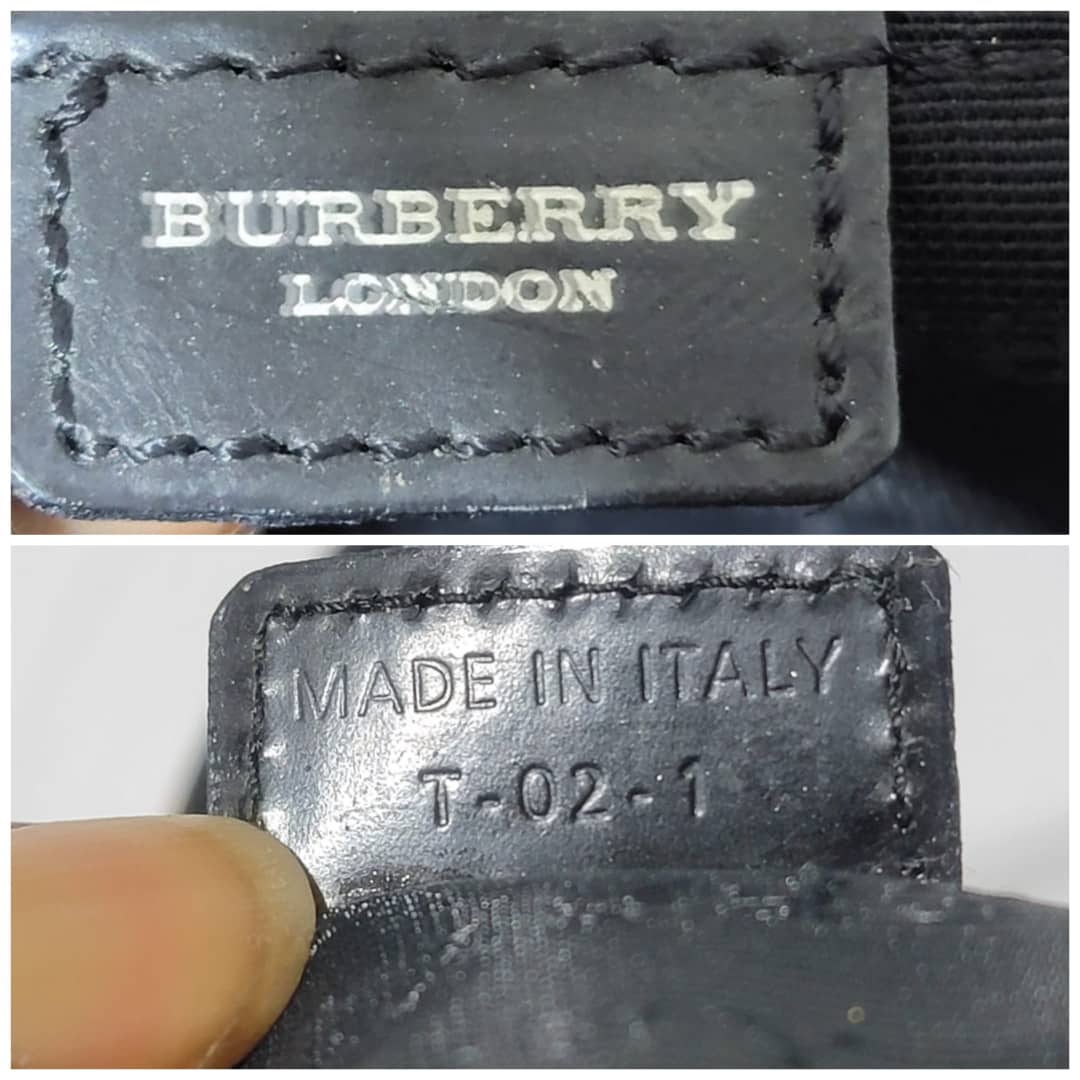 BURBERRY
LONDON
MADE IN ITALY
T-02-1